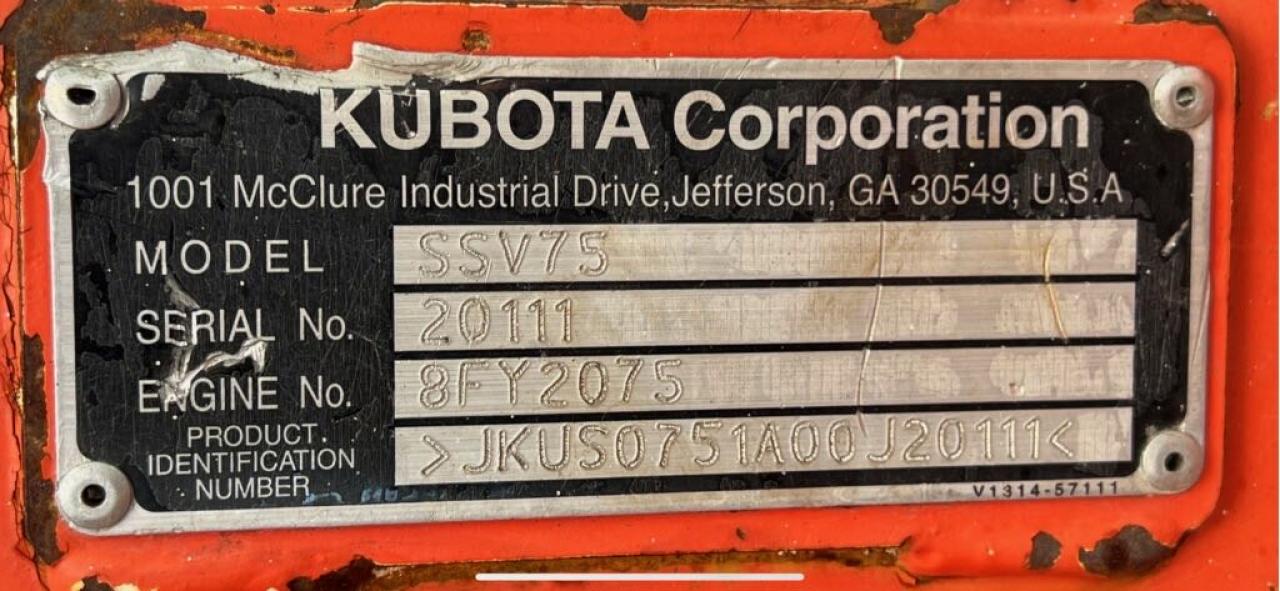 KUBOTA Corporation
1001 McClure Industrial Drive,Jefferson, GA 30549, U.S.A
MODEL SSV75
SERIAL No. 20111
ENGINE No. 8FY2075
PRODUCT
IDENTIFICATION
NUMBER
>JKUS0751A00J20111<
V1314-57111